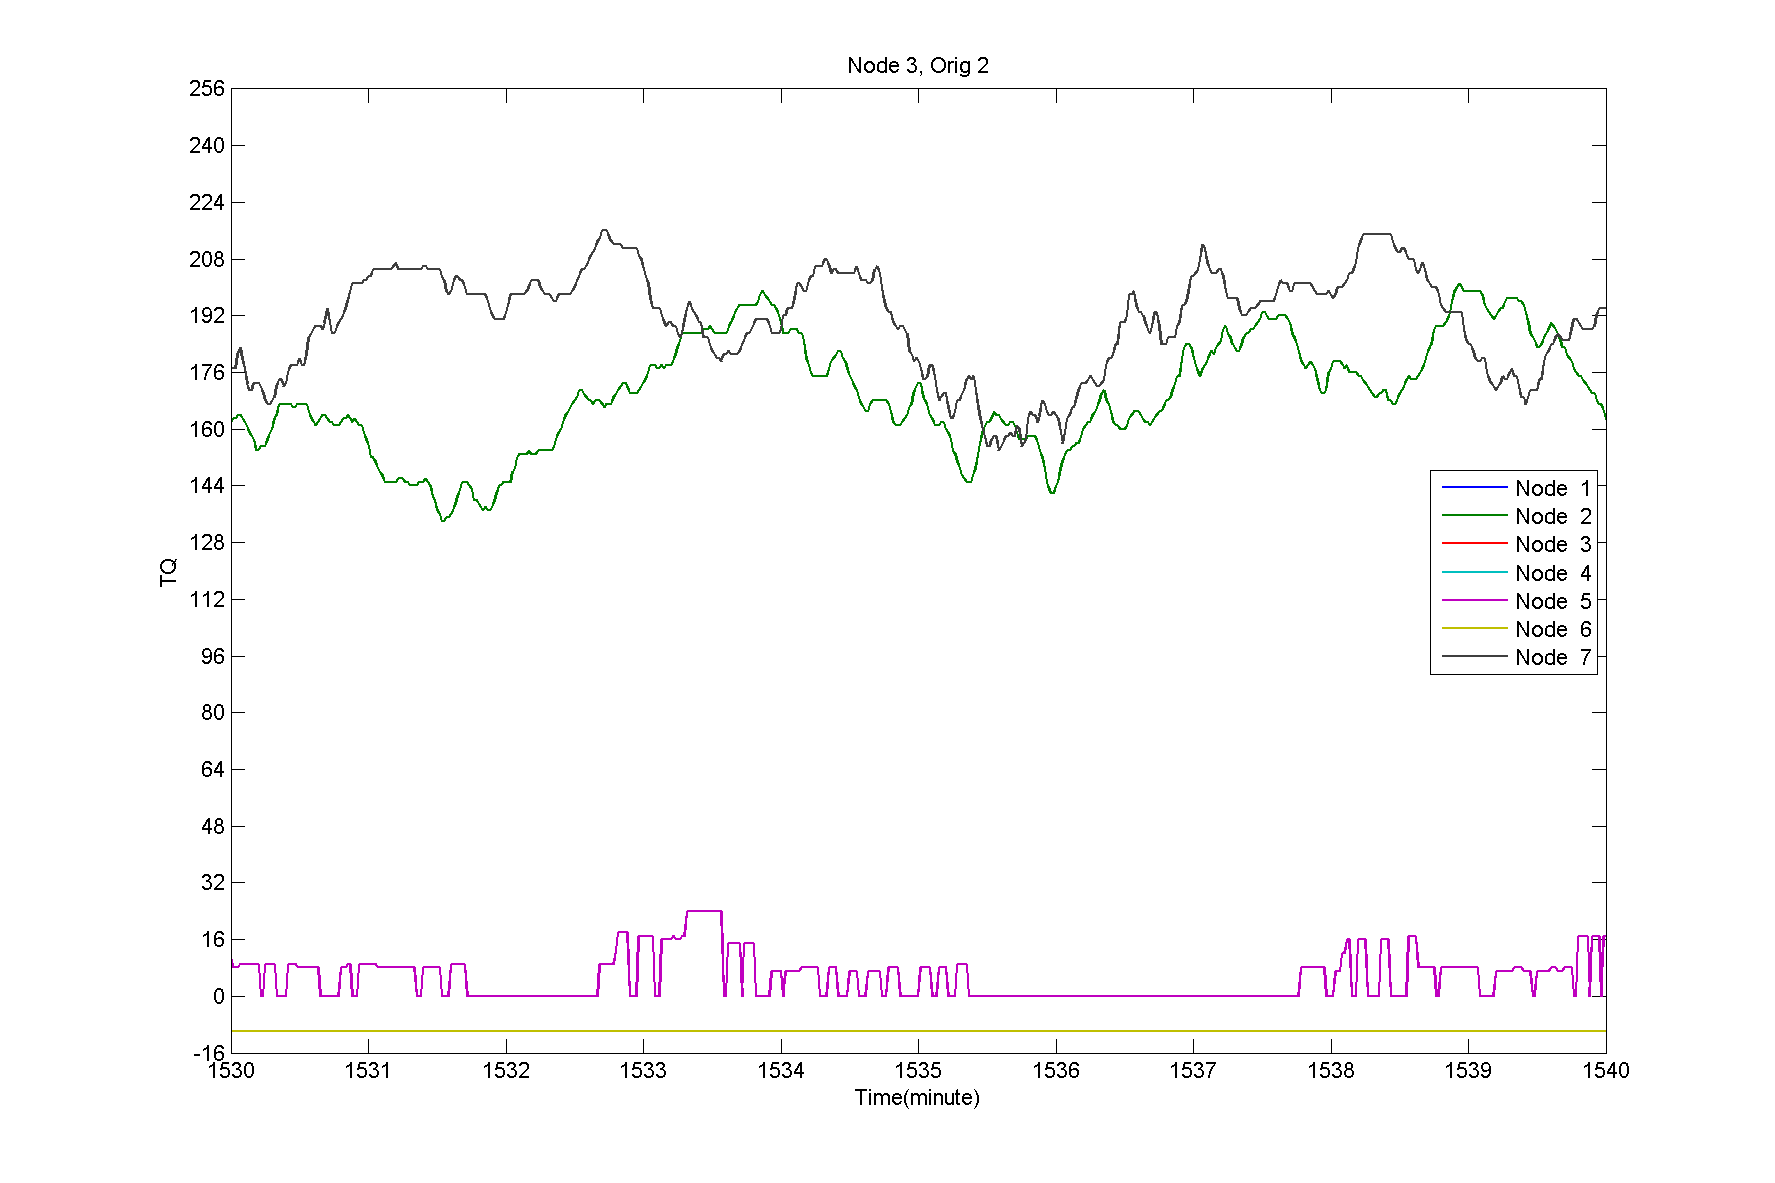 Node 3, Orig 2
256
240
224
208
192
176
160
144
128
112
96
80
64
48
32
16
0
-16
TQ
Node 1
Node 2
Node 3
Node 4
Node 5
Node 6
Node 7
1530 1531 1532 1533 1534 1535 1536 1537 1538 1539 1540
Time(minute)